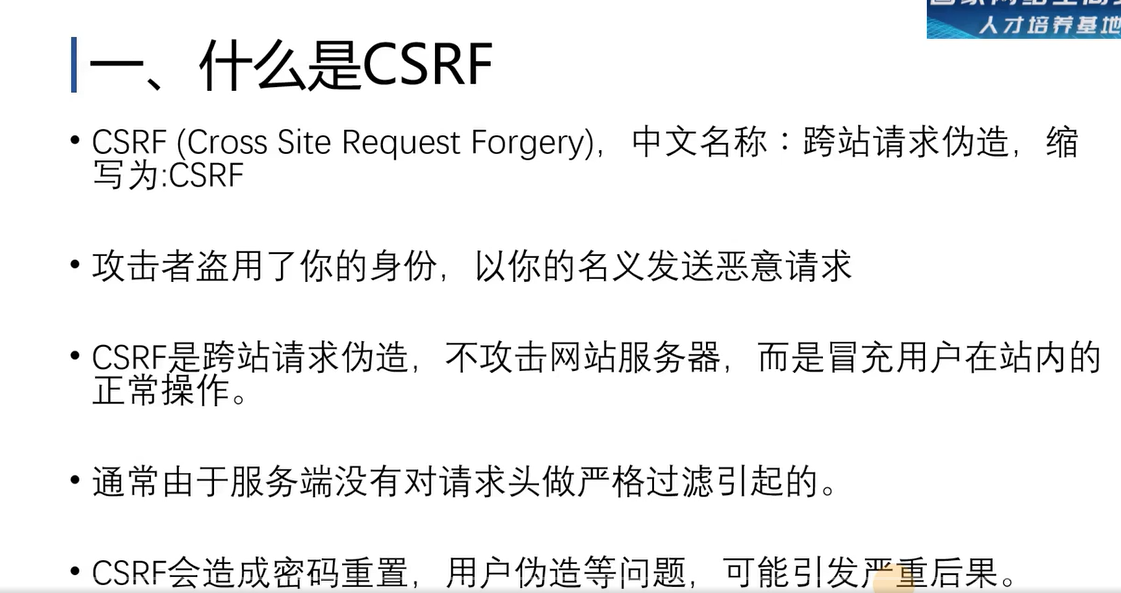 人才培养基地
一、什么是CSRF
• CSRF (Cross Site Request Forgery)，中文名称：跨站请求伪造，缩
写为:CSRF
• 攻击者盗用了你的身份，以你的名义发送恶意请求
• CSRF是跨站请求伪造，不攻击网站服务器，而是冒充用户在站内的
正常操作。
• 通常由于服务端没有对请求头做严格过滤引起的。
• CSRF会造成密码重置，用户伪造等问题，可能引发严重后果。